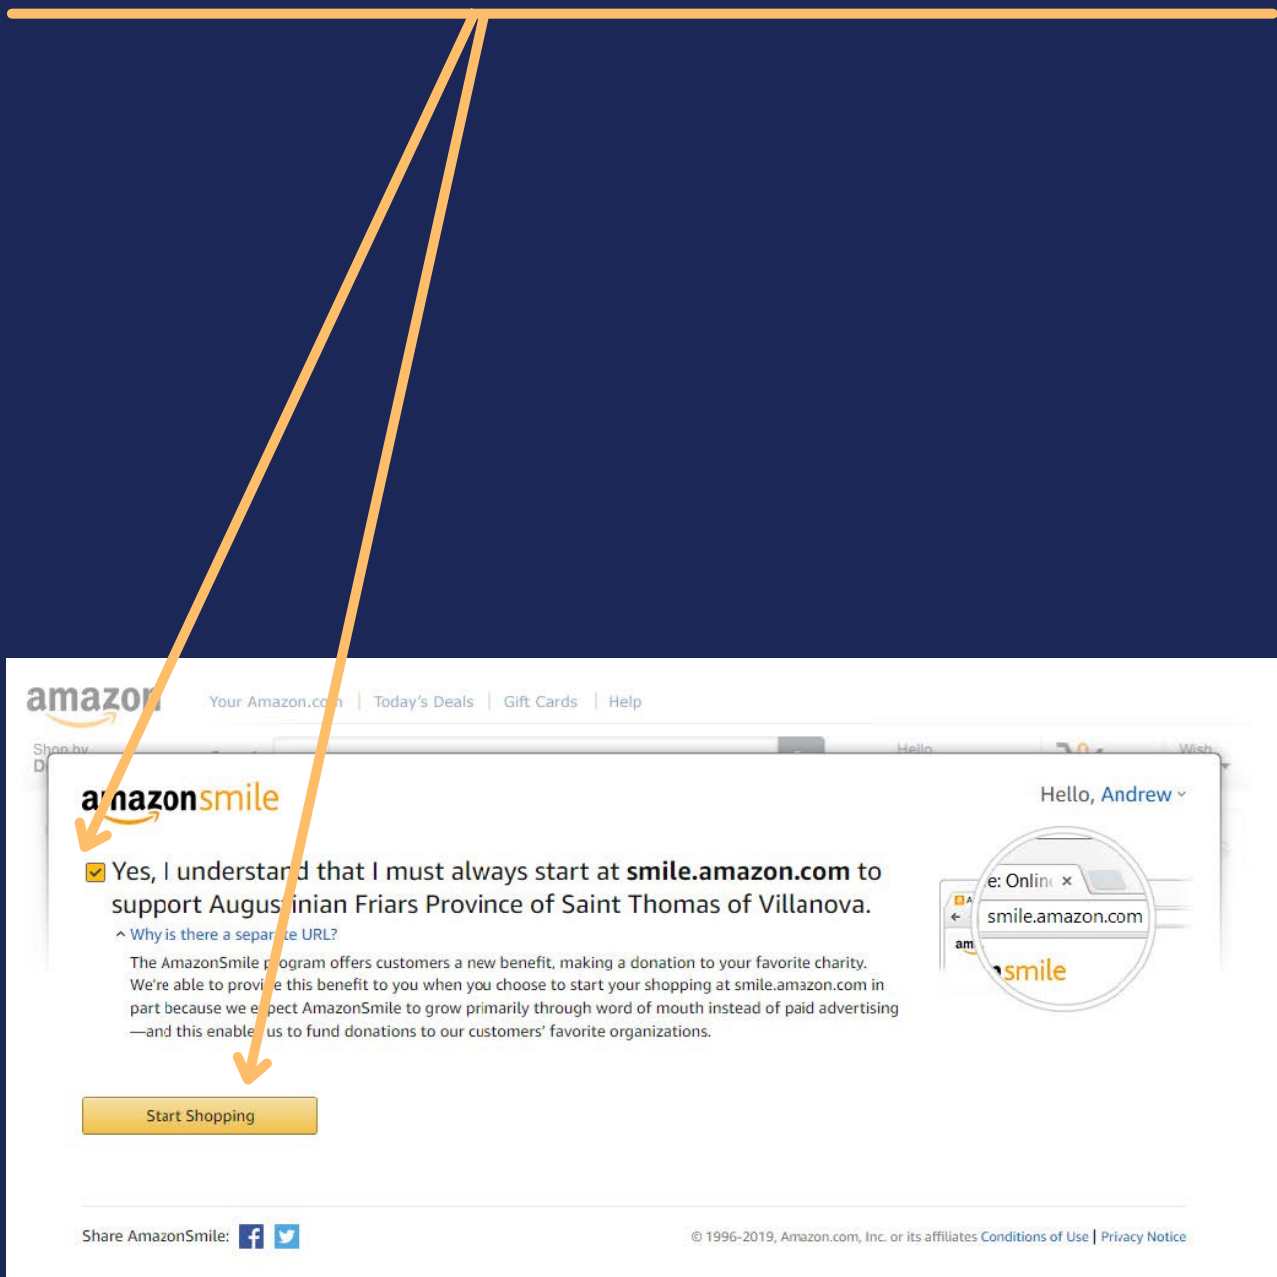 amazon
Your Amazon.com | Today's Deals | Gift Cards | Help
Shop by
Hello
Wish
amazonsmile
Hello, Andrew
Yes, I understand that I must always start at smile.amazon.com to
support Augustinian Friars Province of Saint Thomas of Villanova.
Why is there a separate URL?
The AmazonSmile program offers customers a new benefit, making a donation to your favorite charity.
We're able to provide this benefit to you when you choose to start your shopping at smile.amazon.com in
part because we expect AmazonSmile to grow primarily through word of mouth instead of paid advertising
—and this enables us to fund donations to our customers' favorite organizations.
e: Onlin
smile.amazon.com
am
smile
Start Shopping
Share AmazonSmile:
© 1996-2019, Amazon.com, Inc. or its affiliates Conditions of Use | Privacy Notice